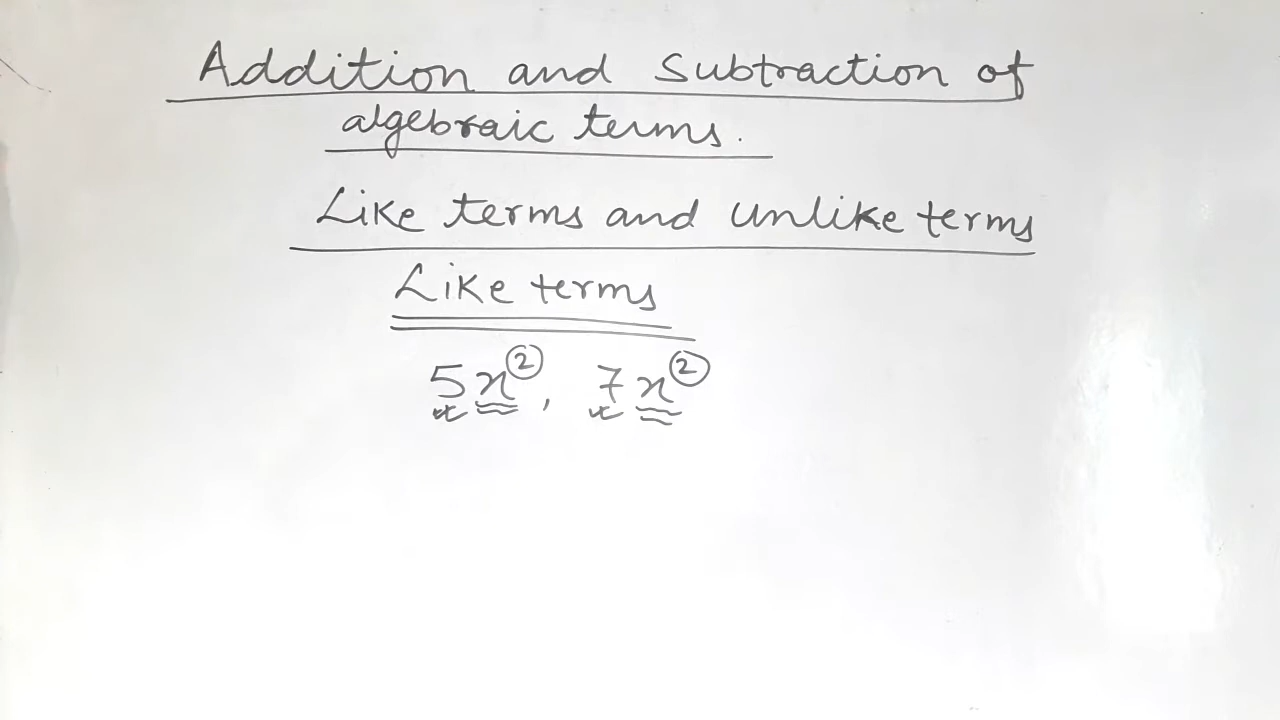 Addition and Subtraction of
algebraic terms.
Like terms and Unlike terms
Like terms
5x², 7x²